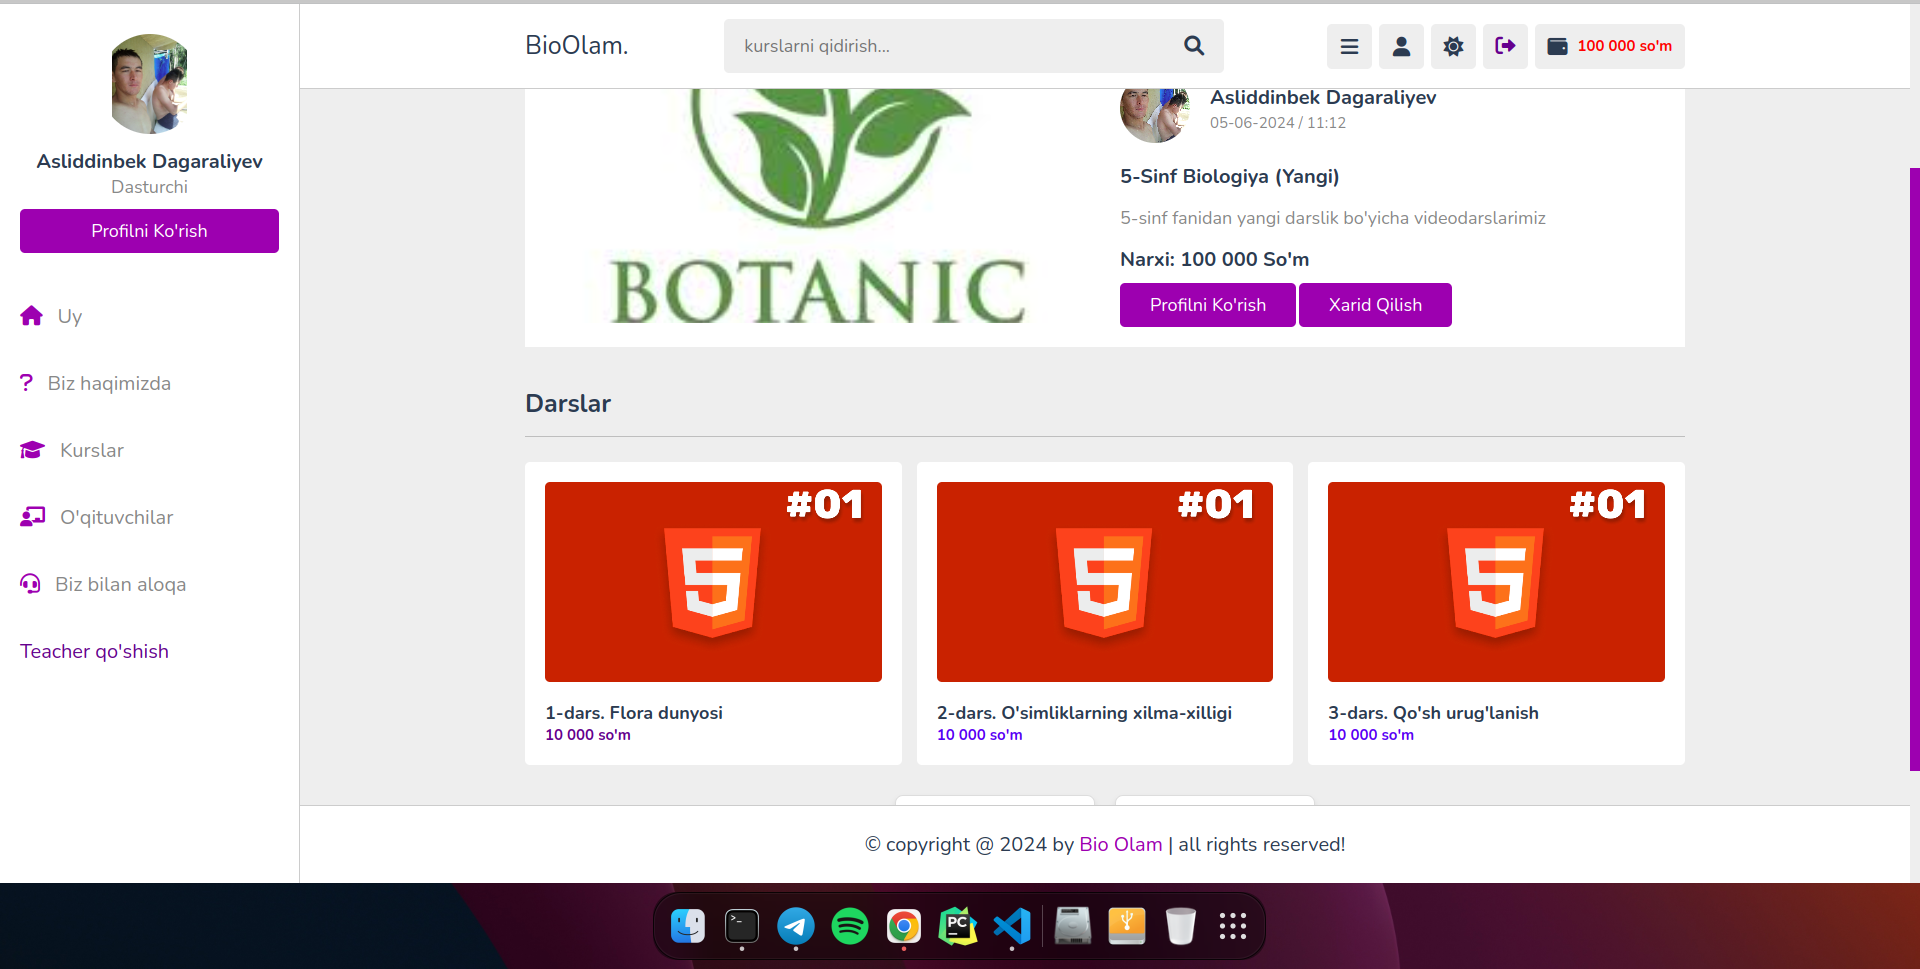 BioOlam.
kurslarni qidirish...
100 000 so'm
Asliddinbek Dagaraliyev
Dasturchi
Profilni Ko'rish
Uy
? Biz haqimizda
Kurslar
O'qituvchilar
Biz bilan aloqa
Teacher qo'shish
BOTANIC
Asliddinbek Dagaraliyev
05-06-2024 / 11:12
5-Sinf Biologiya (Yangi)
5-sinf fanidan yangi darslik bo'yicha videodarslarimiz
Narxi: 100 000 So'm
Profilni Ko'rish
Xarid Qilish
Darslar
#01
5
1-dars. Flora dunyosi
10 000 so'm
#01
5
2-dars. O'simliklarning xilma-xilligi
10 000 so'm
#01
5
3-dars. Qo'sh urug'lanish
10 000 so'm
© copyright @ 2024 by Bio Olam | all rights reserved!
>_
PC